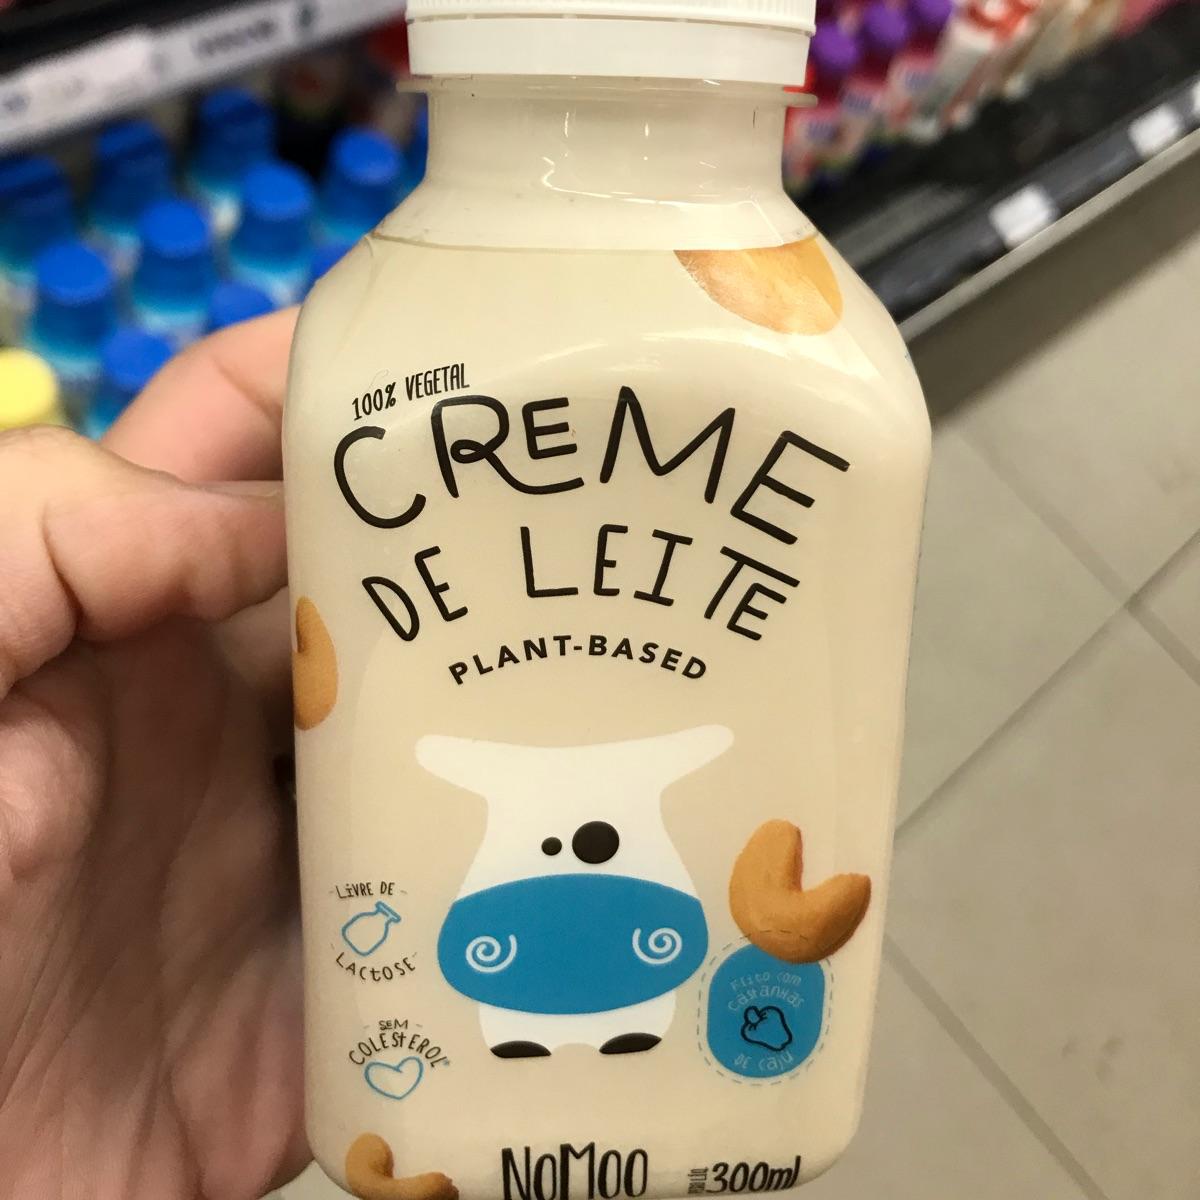 100% VEGETAL
CREME
DE LEITE
PLANT-BASED
LIVRE DE
LACTOSE
SEM
COLESTEROL*
FEITO COM
CASTANHAS
DE CAJU
NOMOO
300ml